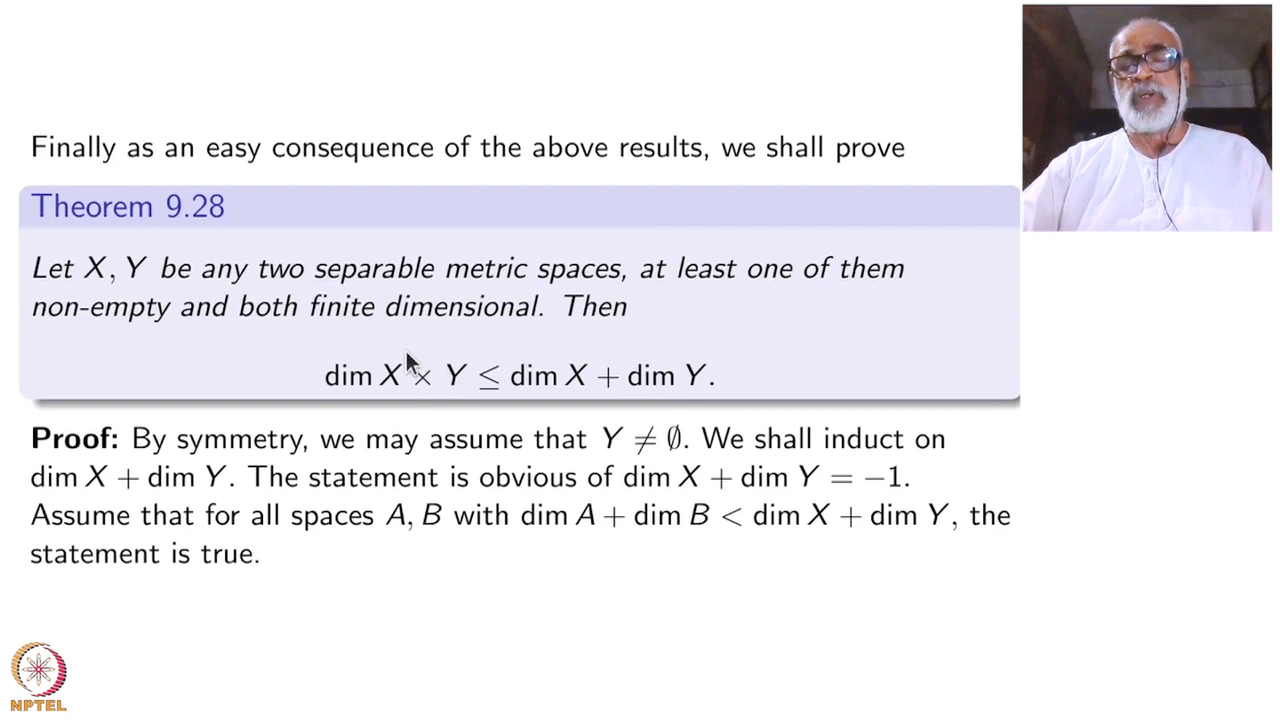 Finally as an easy consequence of the above results, we shall prove
Theorem 9.28
Let X, Y be any two separable metric spaces, at least one of them
non-empty and both finite dimensional. Then
dim X × Y ≤ dim X + dim Y.
Proof: By symmetry, we may assume that Y ≠ ∅. We shall induct on
dim X + dim Y. The statement is obvious of dim X + dim Y = −1.
Assume that for all spaces A, B with dim A + dim B < dim X + dim Y, the
statement is true.
NPTEL